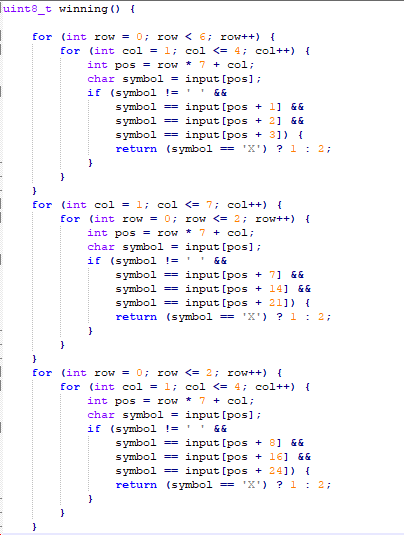 uint8_t winning() {
for (int row = 0; row < 6; row++) {
for (int col = 1; col <= 4; col++) {
int pos = row * 7 + col;
char symbol = input[pos];
if (symbol != ' ' &&
symbol == input[pos + 1] &&
symbol == input[pos + 2] &&
symbol == input[pos + 3]) {
return (symbol == 'X') ? 1 : 2;
}
}
}
for (int col = 1; col <= 7; col++) {
for (int row = 0; row <= 2; row++) {
int pos = row * 7 + col;
char symbol = input[pos];
if (symbol != ' ' &&
symbol == input[pos + 7] &&
symbol == input[pos + 14] &&
symbol == input[pos + 21]) {
return (symbol == 'X') ? 1 : 2;
}
}
}
for (int row = 0; row <= 2; row++) {
for (int col = 1; col <= 4; col++) {
int pos = row * 7 + col;
char symbol = input[pos];
if (symbol != ' ' &&
symbol == input[pos + 8] &&
symbol == input[pos + 16] &&
symbol == input[pos + 24]) {
return (symbol == 'X') ? 1 : 2;
}
}
}